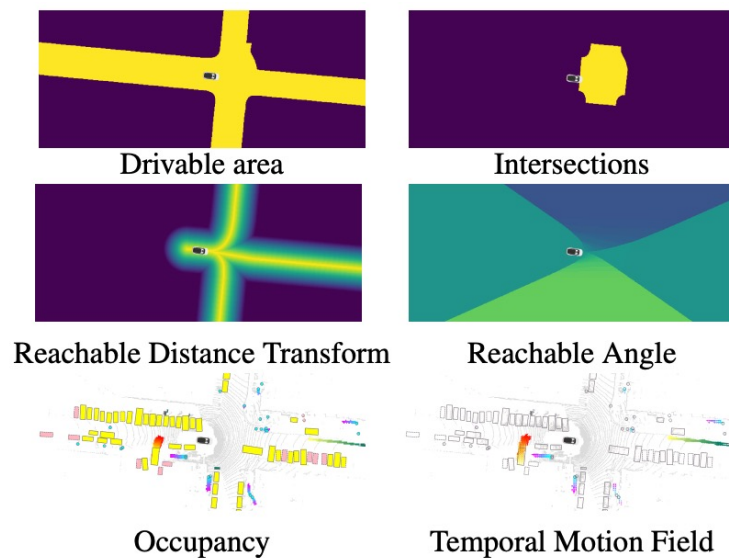 Drivable area
Intersections
Reachable Distance Transform
Reachable Angle
Occupancy
Temporal Motion Field